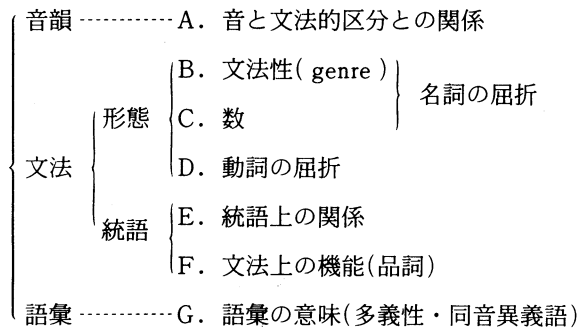 音韻 ………… A．音と文法的区分との関係
B．文法性( genre )
形態 C．数 名詞の屈折
文法 D．動詞の屈折
統語 E．統語上の関係
F．文法上の機能(品詞)
語彙 ………… G．語彙の意味(多義性・同音異義語)